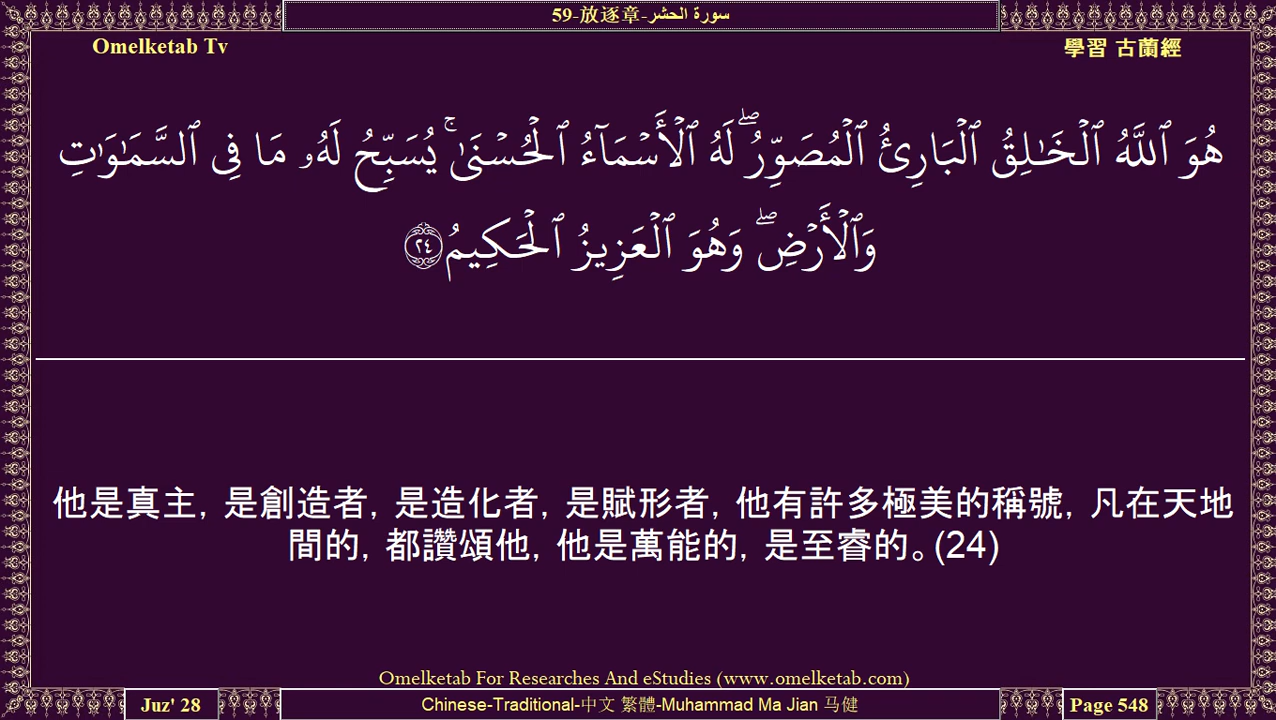 59-放逐章-سورة الحشر
Omelketab Tv
學習 古蘭經
هُوَ ٱللَّهُ ٱلْخَـٰلِقُ ٱلْبَارِئُ ٱلْمُصَوِّرُ ۖ لَهُ ٱلْأَسْمَآءُ ٱلْحُسْنَىٰ ۚ يُسَبِّحُ لَهُۥ مَا فِى ٱلسَّمَـٰوَٰتِ
وَٱلْأَرْضِ ۖ وَهُوَ ٱلْعَزِيزُ ٱلْحَكِيمُ ٢٤
他是真主, 是創造者, 是造化者, 是賦形者, 他有許多極美的稱號, 凡在天地
間的, 都讚頌他, 他是萬能的, 是至睿的。(24)
Omelketab For Researches And eStudies (www.omelketab.com)
Juz' 28
Chinese-Traditional-中文 繁體-Muhammad Ma Jian 马健
Page 548